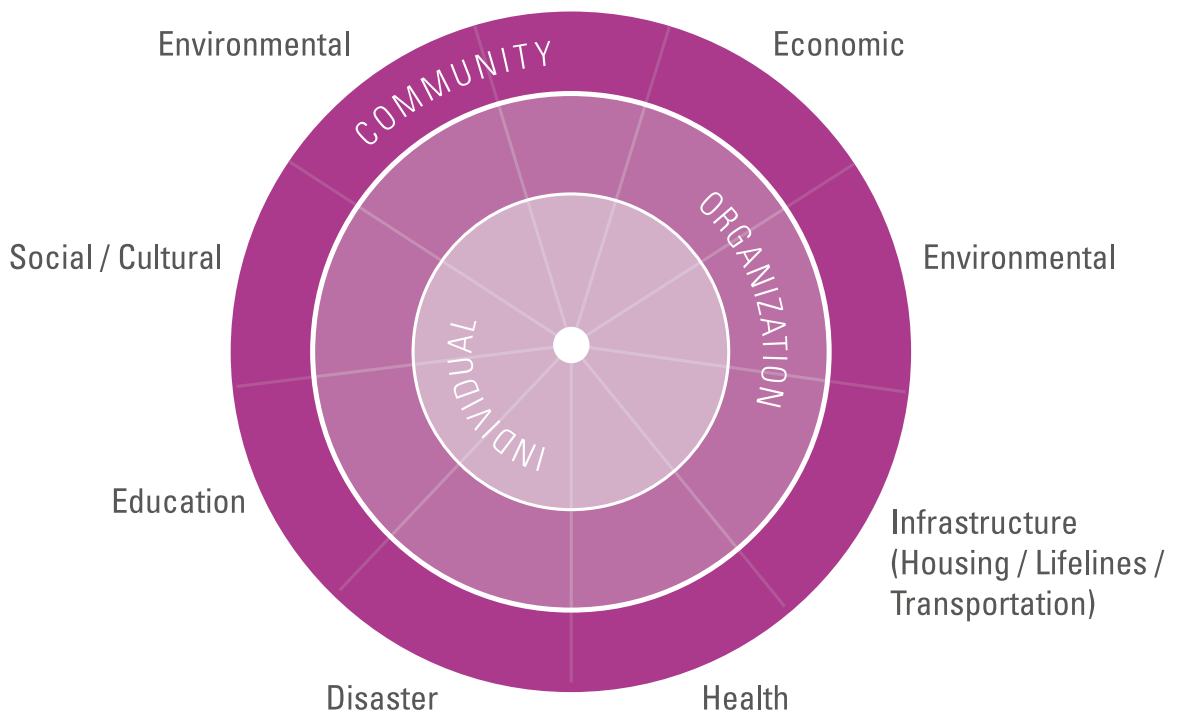 Environmental
Economic
COMMUNITY
ORGANIZATION
Social / Cultural
Environmental
INDIVIDUAL
Education
Infrastructure
(Housing / Lifelines /
Transportation)
Disaster
Health